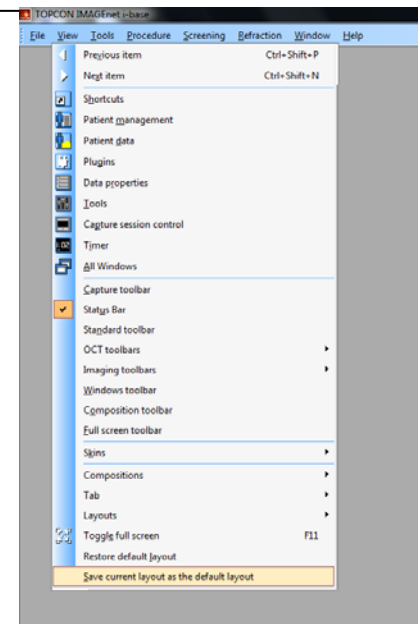 TOPCON IMAGEnet i-base
File View Tools Procedure Screening Refraction Window Help
Previous item Ctrl+Shift+P
Next item Ctrl+Shift+N
Shortcuts
Patient management
Patient data
Plugins
Data properties
Tools
Capture session control
Timer
All Windows
Capture toolbar
Status Bar
Standard toolbar
OCT toolbars
Imaging toolbars
Windows toolbar
Composition toolbar
Full screen toolbar
Skins
Compositions
Tab
Layouts
Toggle full screen F11
Restore default layout
Save current layout as the default layout